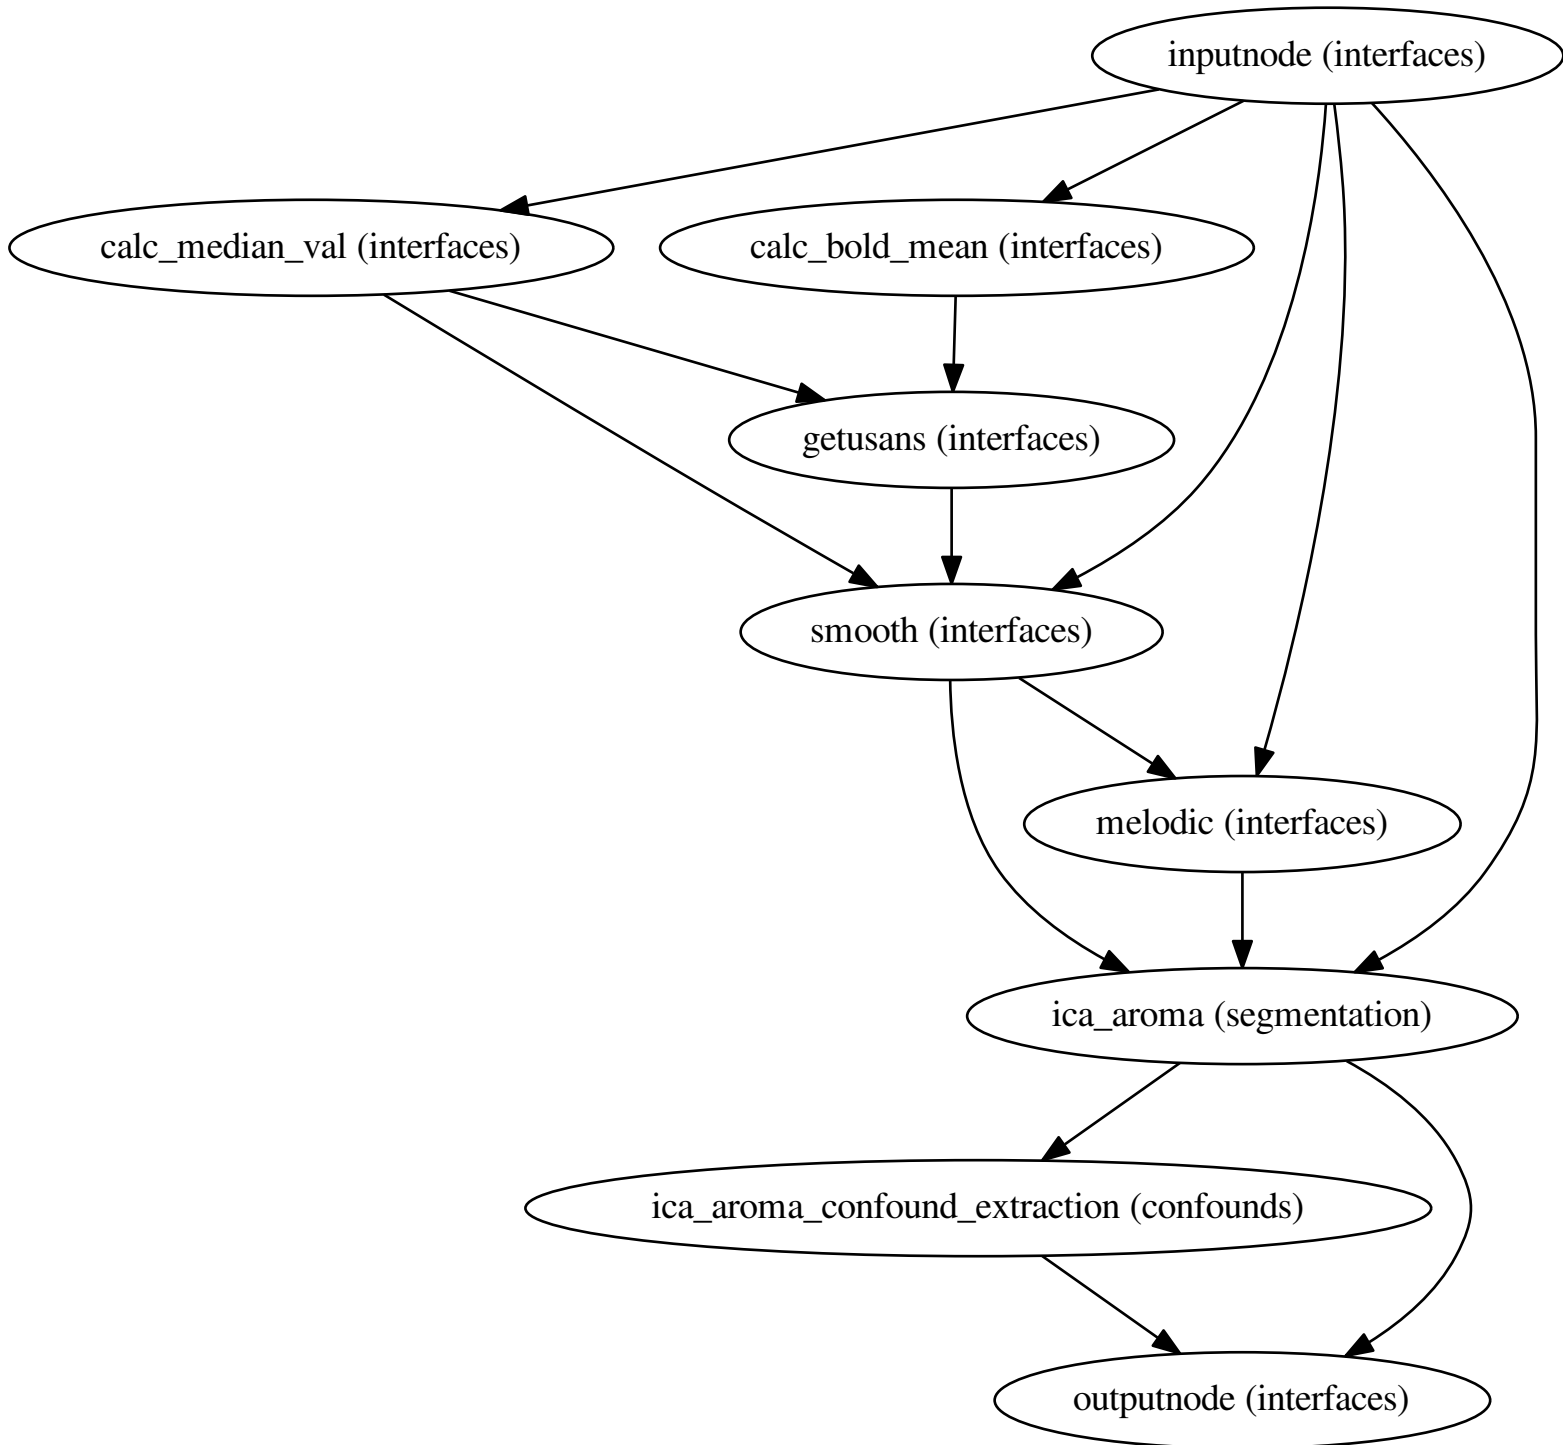 inputnode (interfaces)
calc_median_val (interfaces)
calc_bold_mean (interfaces)
getusans (interfaces)
smooth (interfaces)
melodic (interfaces)
ica_aroma (segmentation)
ica_aroma_confound_extraction (confounds)
outputnode (interfaces)